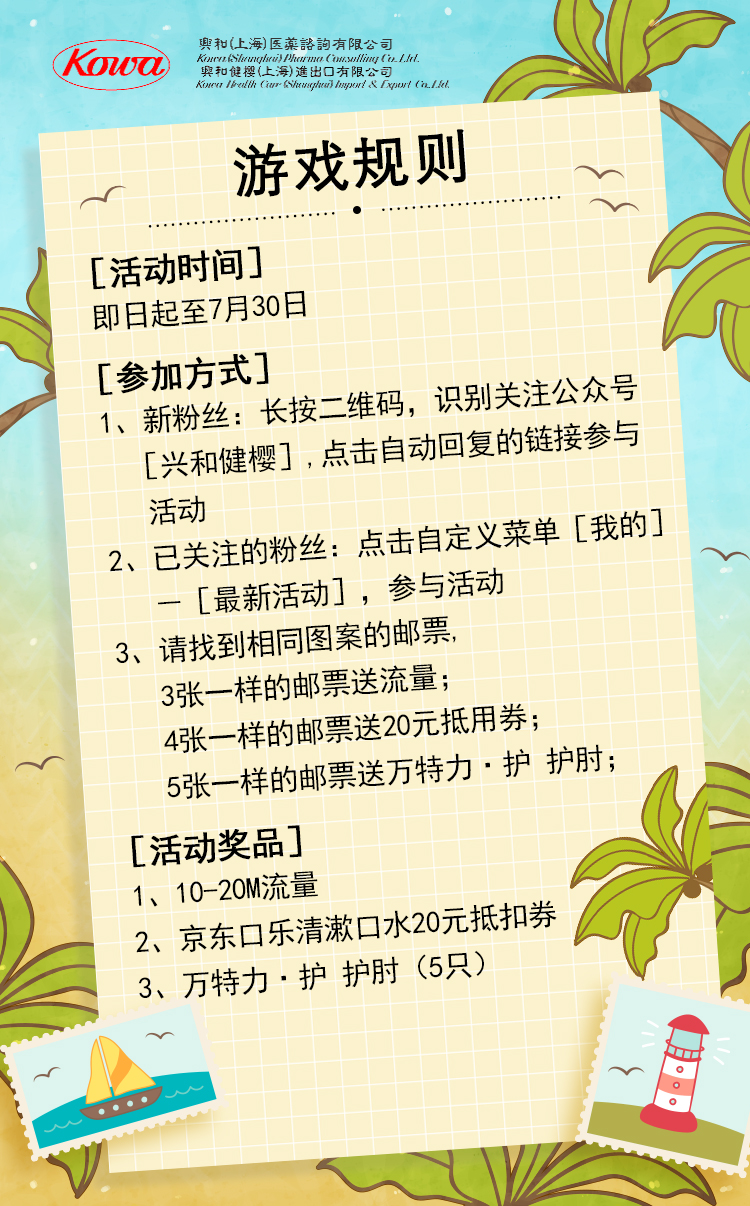 Kowa
興和(上海)医薬諮詢有限公司
Kowa (Shanghai) Pharma Consulting Co.Ltd.
興和健櫻(上海)進出口有限公司
Kowa Health Care (Shanghai) Import & Export Co.,Ltd.
游戏规则
[活动时间]
即日起至7月30日
[参加方式]
1、新粉丝：长按二维码，识别关注公众号
[兴和健樱],点击自动回复的链接参与
活动
2、已关注的粉丝：点击自定义菜单[我的]
—[最新活动]，参与活动
3、请找到相同图案的邮票,
3张一样的邮票送流量；
4张一样的邮票送20元抵用券；
5张一样的邮票送万特力·护 护肘；
[活动奖品]
1、10-20M流量
2、京东口乐清漱口水20元抵扣券
3、万特力·护 护肘（5只）